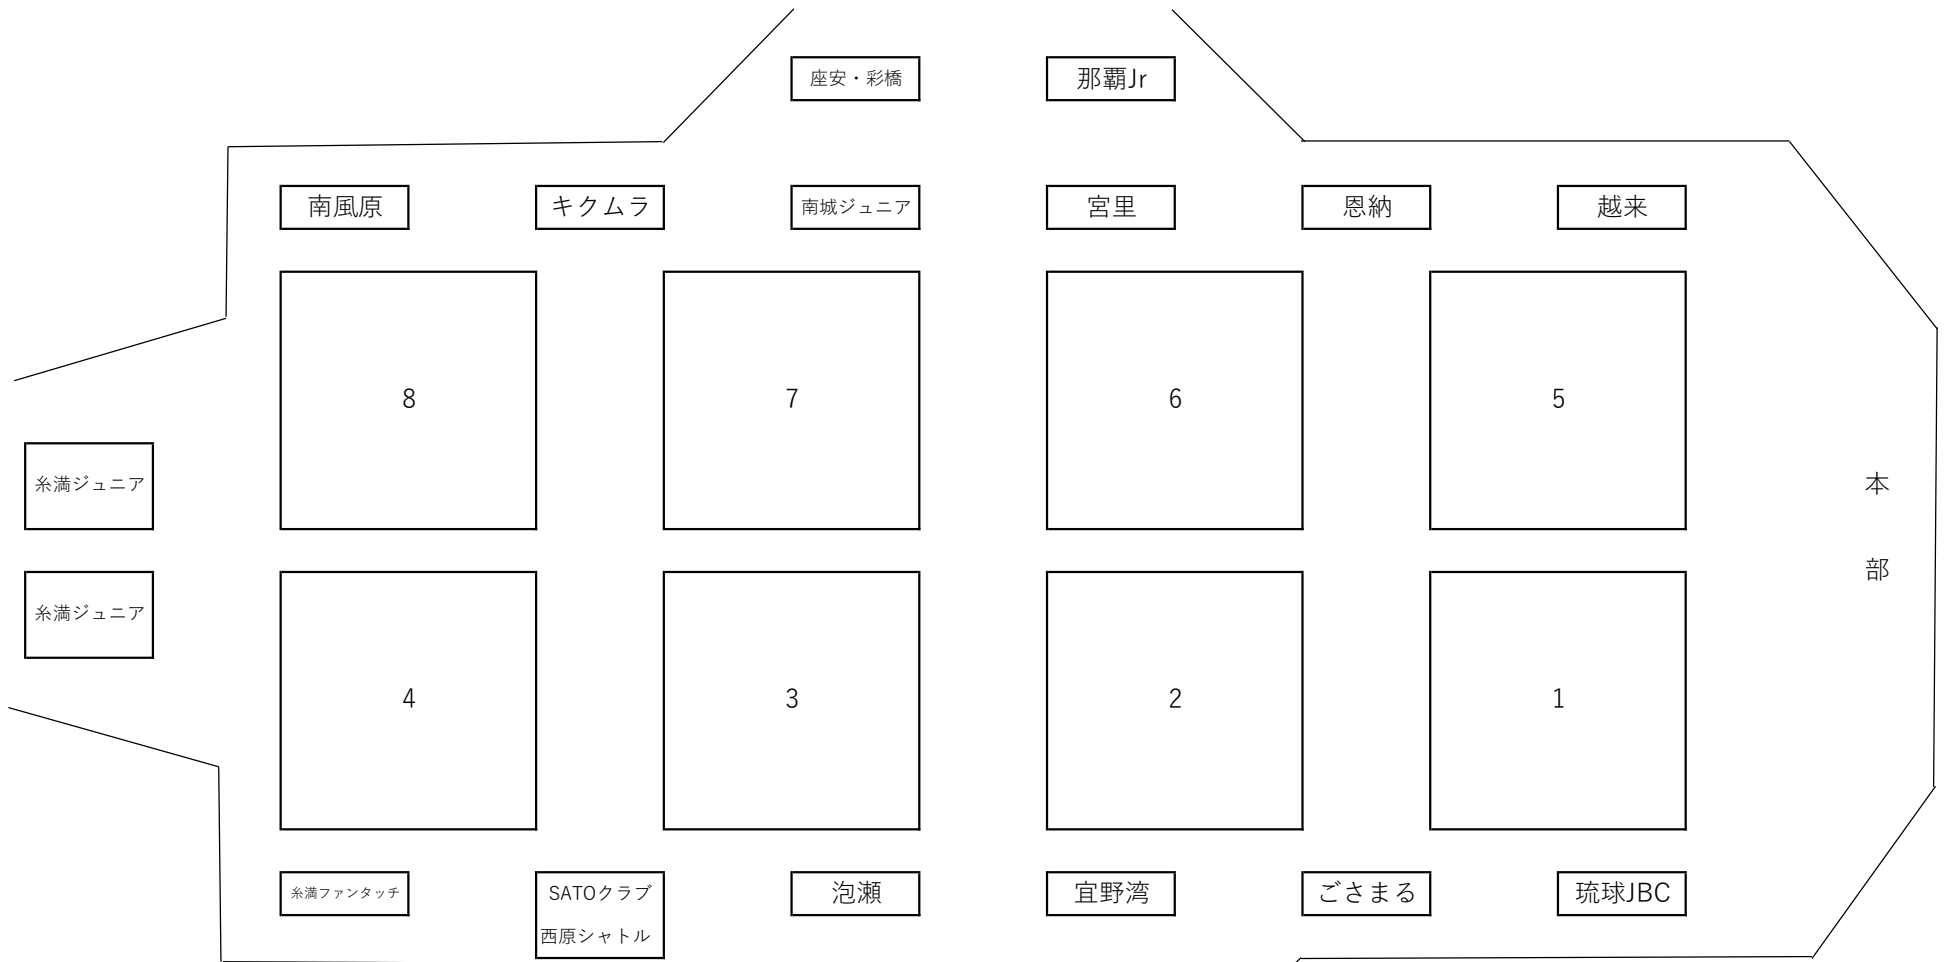 座安・彩橋
那覇Jr
南風原
キクムラ
南城ジュニア
宮里
恩納
越来
8
7
6
5
糸満ジュニア
本
部
糸満ジュニア
4
3
2
1
糸満ファンタッチ
SATOクラブ
西原シャトル
泡瀬
宜野湾
ごさまる
琉球JBC